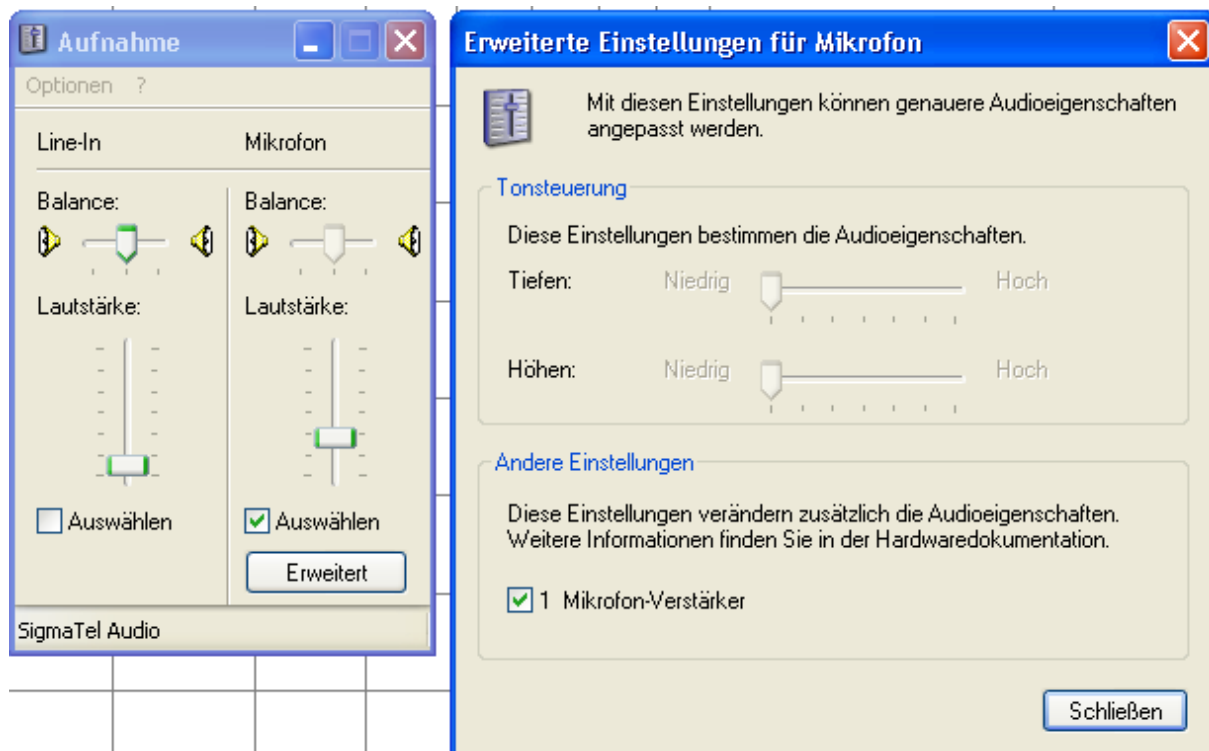 Aufnahme
Optionen ?
Line-In Mikrofon
Balance: Balance:
Lautstärke: Lautstärke:
Auswählen Auswählen
Erweitert
SigmaTel Audio
Erweiterte Einstellungen für Mikrofon
Mit diesen Einstellungen können genauere Audioeigenschaften
angepasst werden.
Tonsteuerung
Diese Einstellungen bestimmen die Audioeigenschaften.
Tiefen: Niedrig Hoch
Höhen: Niedrig Hoch
Andere Einstellungen
Diese Einstellungen verändern zusätzlich die Audioeigenschaften.
Weitere Informationen finden Sie in der Hardwaredokumentation.
1 Mikrofon-Verstärker
Schließen